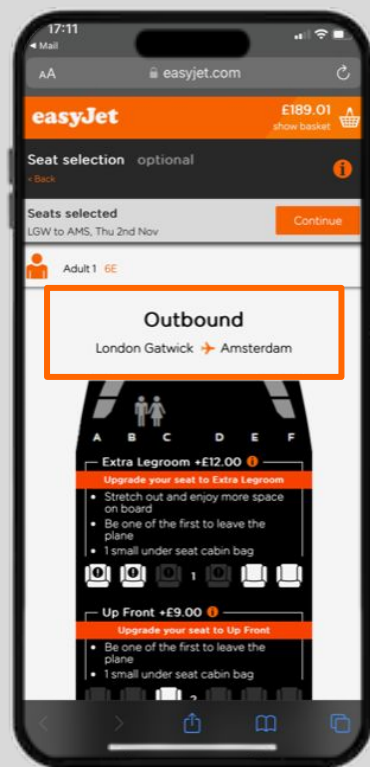 17:11
◀ Mail
AA easyjet.com
easyJet
£189.01
show basket
Seat selection optional
< Back
Seats selected
LGW to AMS, Thu 2nd Nov
Continue
Adult 1 6E
Outbound
London Gatwick Amsterdam
A B C D E F
Extra Legroom +£12.00
Upgrade your seat to Extra Legroom
• Stretch out and enjoy more space
on board
• Be one of the first to leave the
plane
• 1 small under seat cabin bag
1
Up Front +£9.00
Upgrade your seat to Up Front
• Be one of the first to leave the
plane
• 1 small under seat cabin bag
2